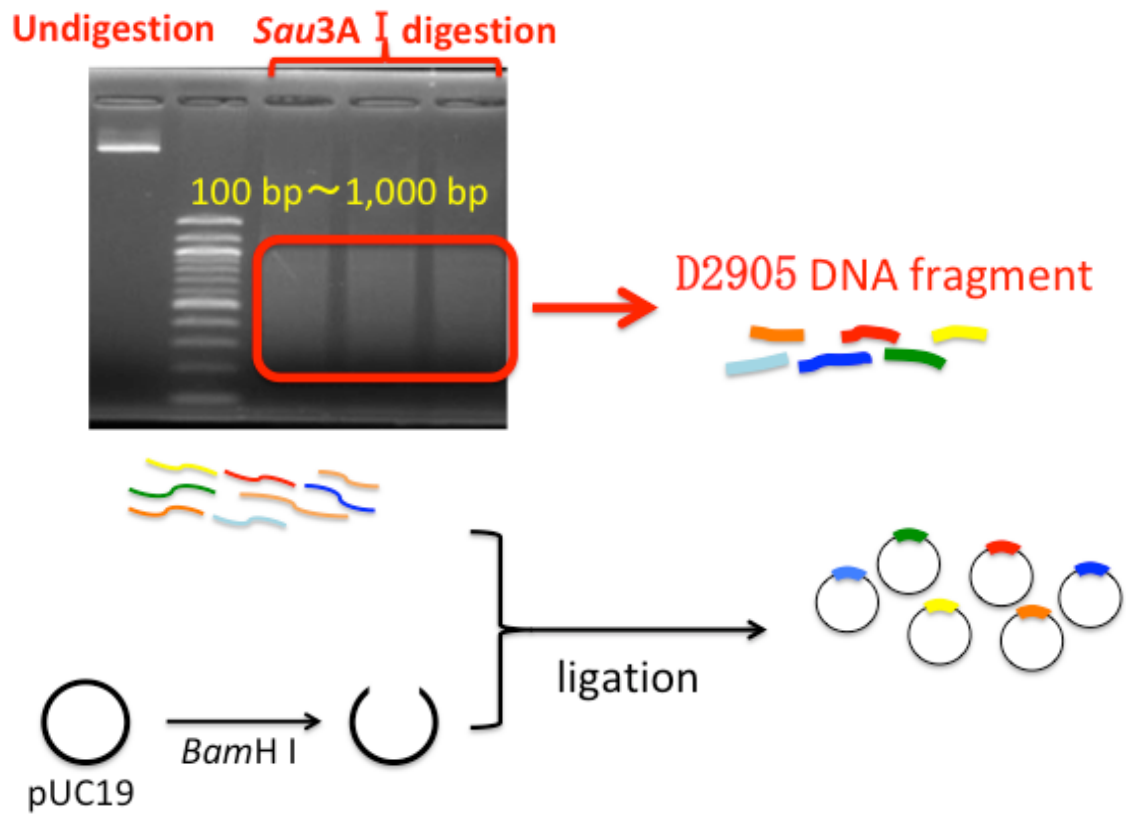 Undigestion
Sau3A I digestion
100 bp～1,000 bp
D2905 DNA fragment
ligation
BamH I
pUC19